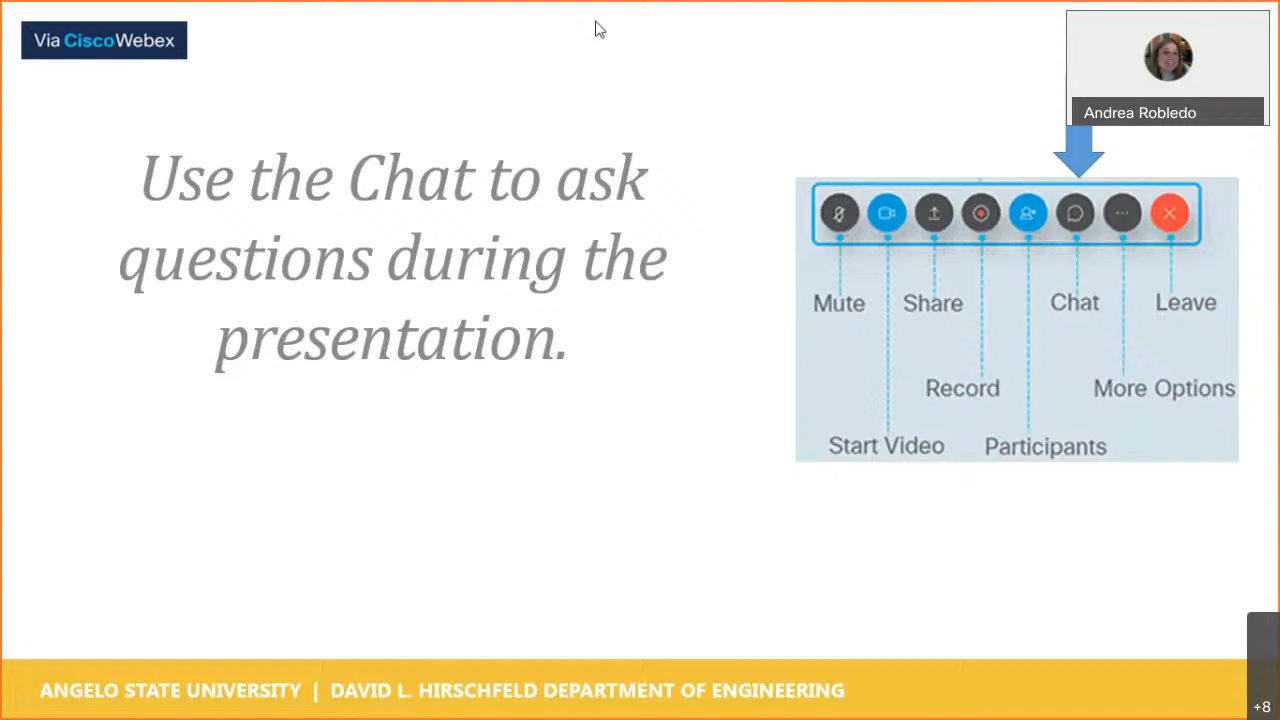 Via CiscoWebex
Andrea Robledo
Use the Chat to ask
questions during the
presentation.
Mute
Share
Chat
Leave
Record
More Options
Start Video
Participants
ANGELO STATE UNIVERSITY | DAVID L. HIRSCHFELD DEPARTMENT OF ENGINEERING
+8